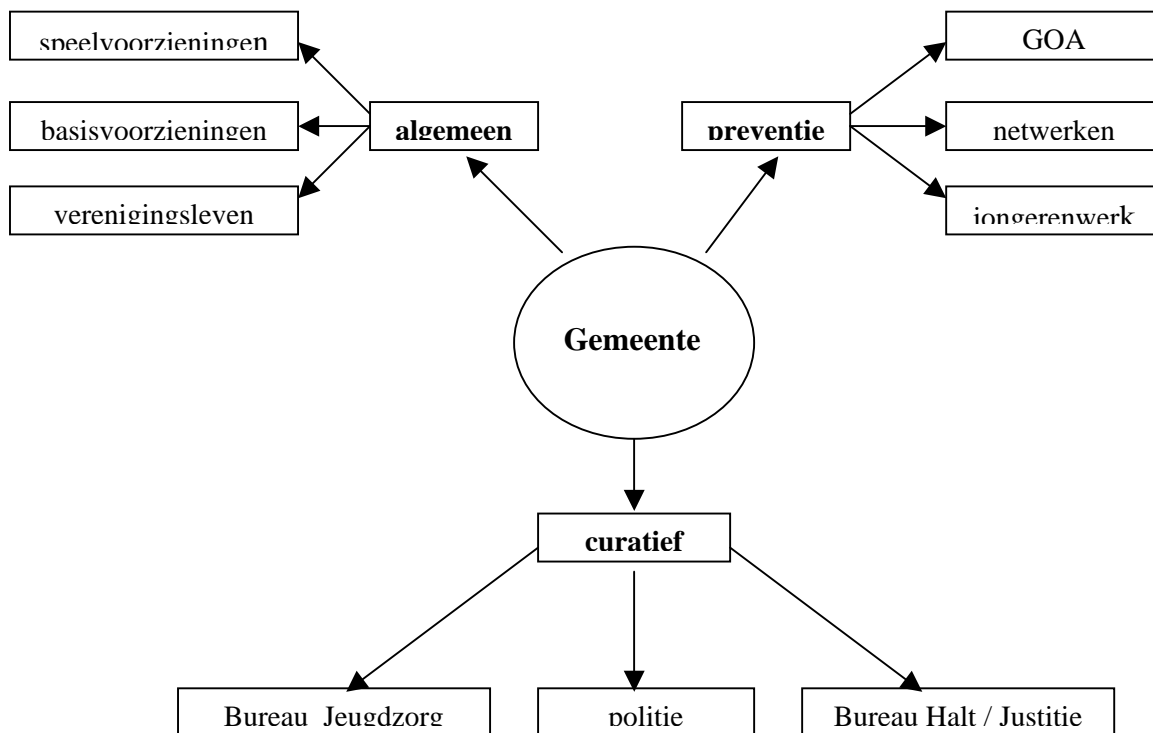 speelvoorzieningen
GOA
basisvoorzieningen
algemeen
preventie
netwerken
verenigingsleven
jongerenwerk
Gemeente
curatief
Bureau Jeugdzorg
politie
Bureau Halt / Justitie